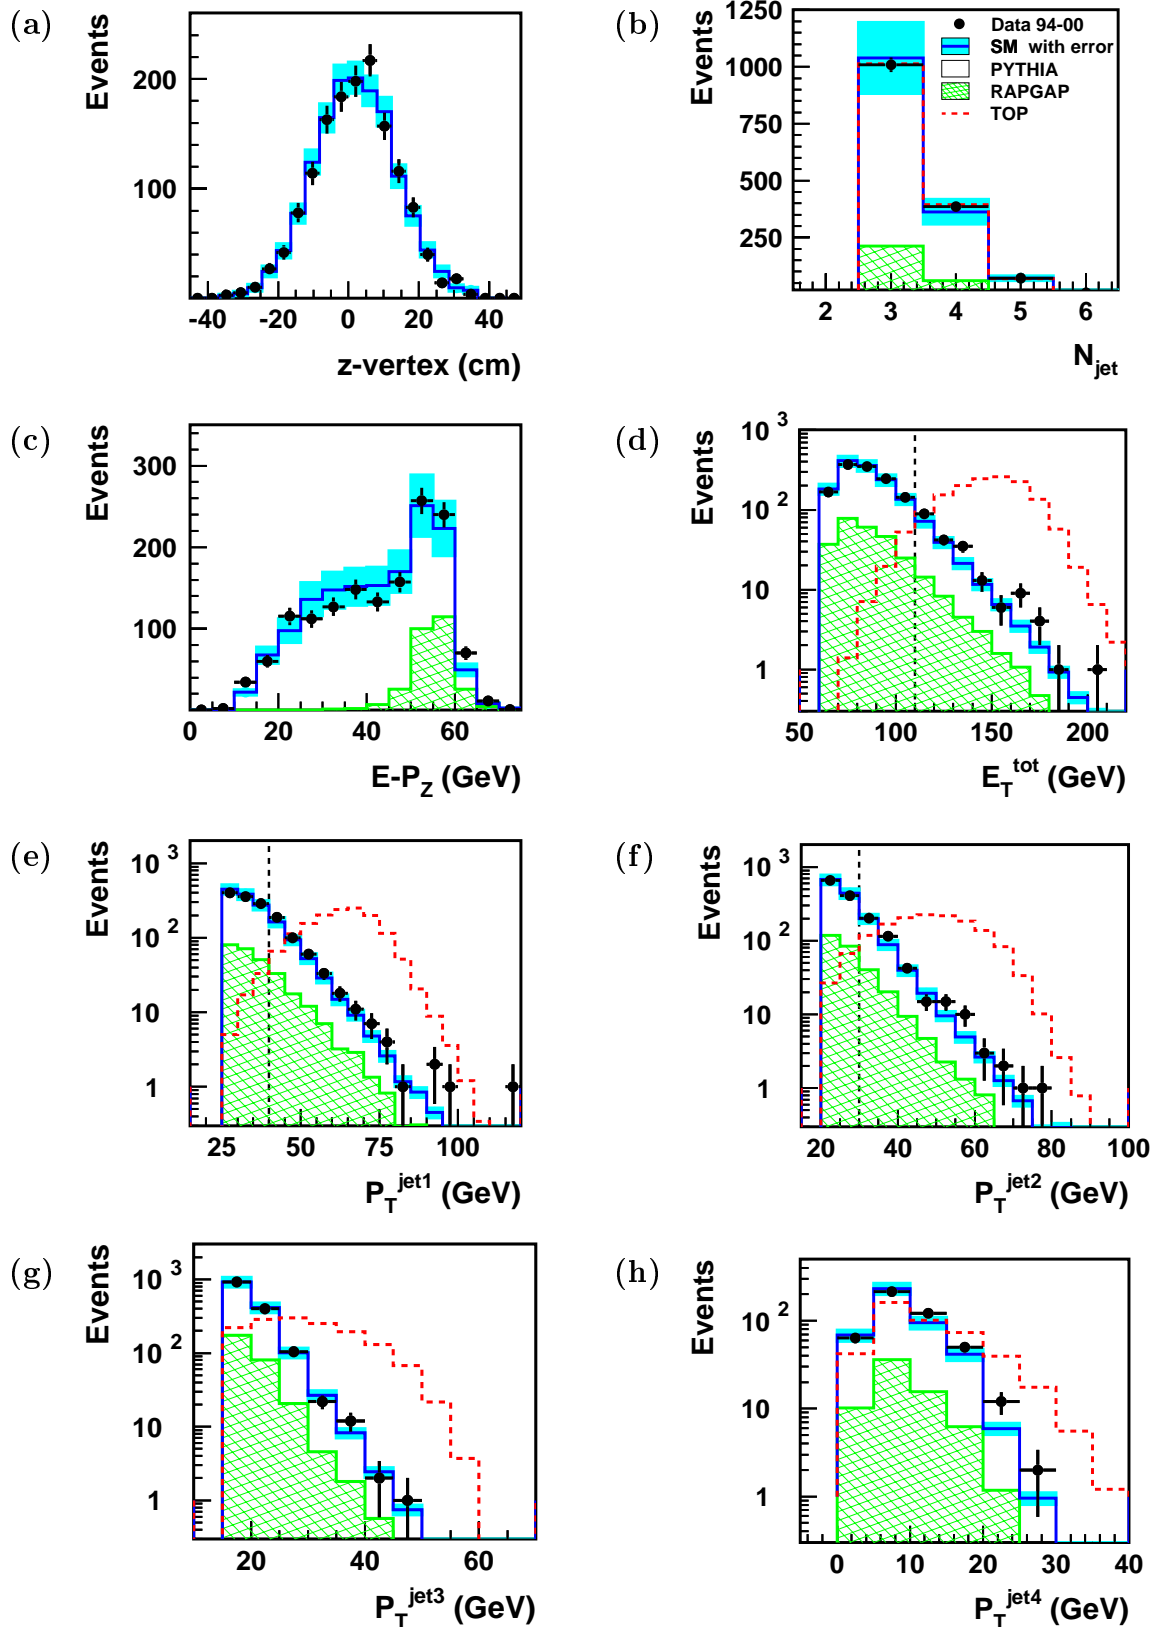 (a)
Events
200
100
-40 -20 0 20 40
z-vertex (cm)
(b)
Events
1250
1000
750
500
250
Data 94-00
SM with error
PYTHIA
RAPGAP
TOP
2 3 4 5 6
N_jet
(c)
Events
300
200
100
0 20 40 60
E-P_Z (GeV)
(d)
Events
10^3
10^2
10
1
50 100 150 200
E_T^tot (GeV)
(e)
Events
10^3
10^2
10
1
25 50 75 100
P_T^jet1 (GeV)
(f)
Events
10^3
10^2
10
1
20 40 60 80 100
P_T^jet2 (GeV)
(g)
Events
10^3
10^2
10
1
20 40 60
P_T^jet3 (GeV)
(h)
Events
10^2
10
1
0 10 20 30 40
P_T^jet4 (GeV)